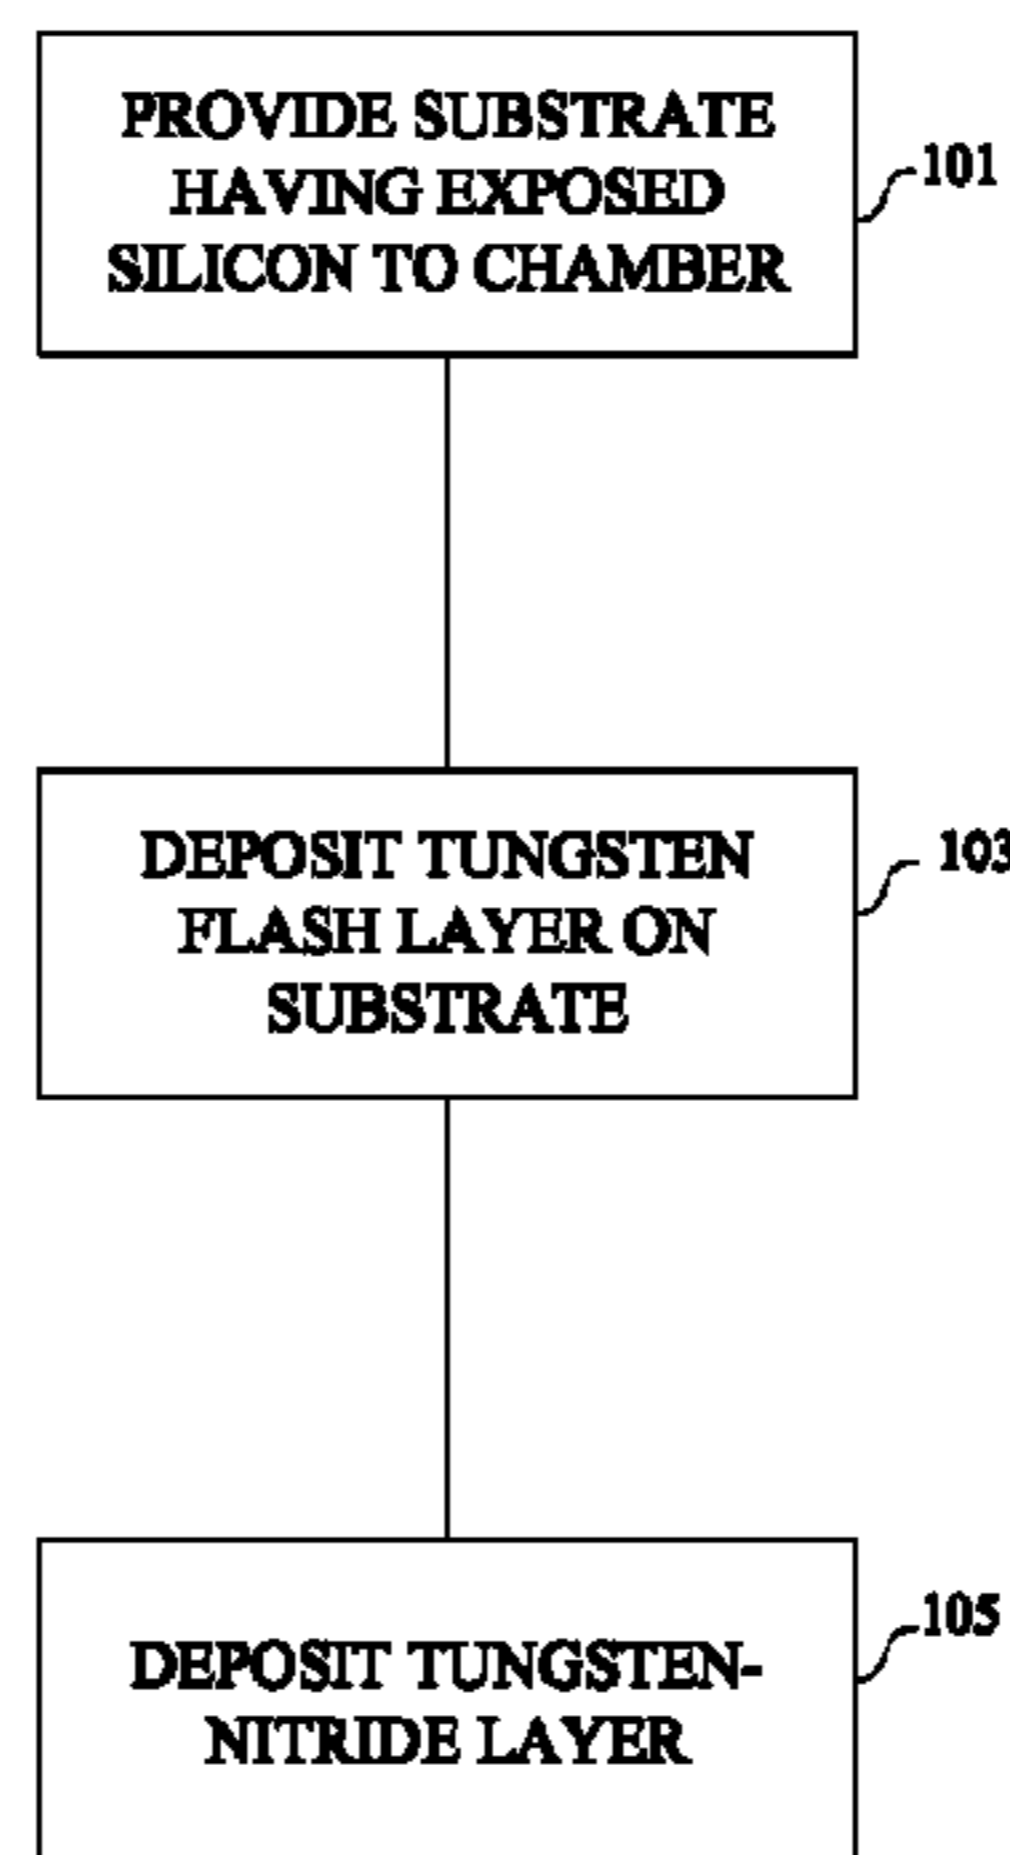 PROVIDE SUBSTRATE
HAVING EXPOSED
SILICON TO CHAMBER
101
DEPOSIT TUNGSTEN
FLASH LAYER ON
SUBSTRATE
103
DEPOSIT TUNGSTEN-
NITRIDE LAYER
105